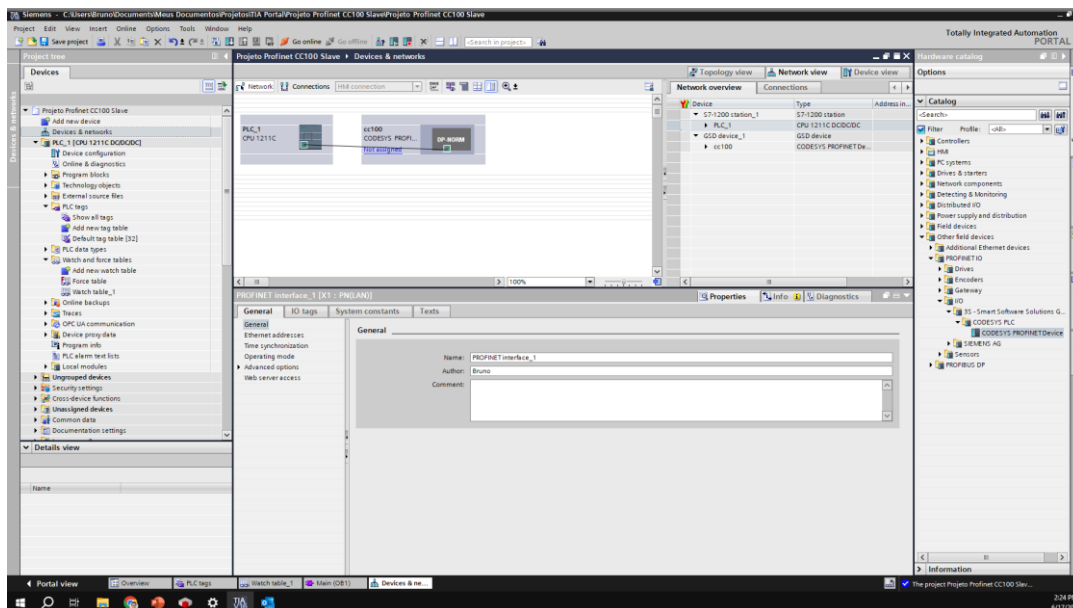 Siemens - C:\Users\Bruno\Documents\Meus Documentos\Projetos\TIA Portal\Projeto Profinet CC100 Slave\Projeto Profinet CC100 Slave
Project Edit View Insert Online Options Tools Window Help
Totally Integrated Automation
PORTAL
Save project Go online Go offline <Search in project>
Project tree
Projeto Profinet CC100 Slave Devices & networks
Hardware catalog
Devices
Topology view Network view Device view
Options
Network Connections HMI connection
Network overview Connections
Devices & networks
Device Type Address in...
S7-1200 station_1 S7-1200 station
PLC_1 CPU 1211C DC/DC/DC
GSD device_1 GSD device
cc100 CODESYS PROFINET De...
PLC_1
CPU 1211C
cc100
CODESYS PROFI...
DP-NORM
Not assigned
100%
Projeto Profinet CC100 Slave
Add new device
Devices & networks
PLC_1 [CPU 1211C DC/DC/DC]
Device configuration
Online & diagnostics
Program blocks
Technology objects
External source files
PLC tags
Show all tags
Add new tag table
Default tag table [32]
PLC data types
Watch and force tables
Add new watch table
Force table
Watch table_1
Online backups
Traces
OPC UA communication
Device proxy data
Program info
PLC alarm text lists
Local modules
Ungrouped devices
Security settings
Cross-device functions
Unassigned devices
Common data
Documentation settings
Details view
Name
PROFINET interface_1 [X1 : PN(LAN)]
Properties Info Diagnostics
General IO tags System constants Texts
General
Ethernet addresses
Time synchronization
Operating mode
Advanced options
Web server access
General
Name: PROFINET interface_1
Author: Bruno
Comment:
Catalog
<Search>
Filter Profile: <All>
Controllers
HMI
PC systems
Drives & starters
Network components
Detecting & Monitoring
Distributed I/O
Power supply and distribution
Field devices
Other field devices
Additional Ethernet devices
PROFINET IO
Drives
Encoders
Gateway
I/O
3S - Smart Software Solutions G...
CODESYS PLC
CODESYS PROFINET Device
SIEMENS AG
Sensors
PROFIBUS DP
Information
Portal view Overview PLC tags Watch table_1 Main (OB1) Devices & ne...
The project Projeto Profinet CC100 Slav...
2:24 P